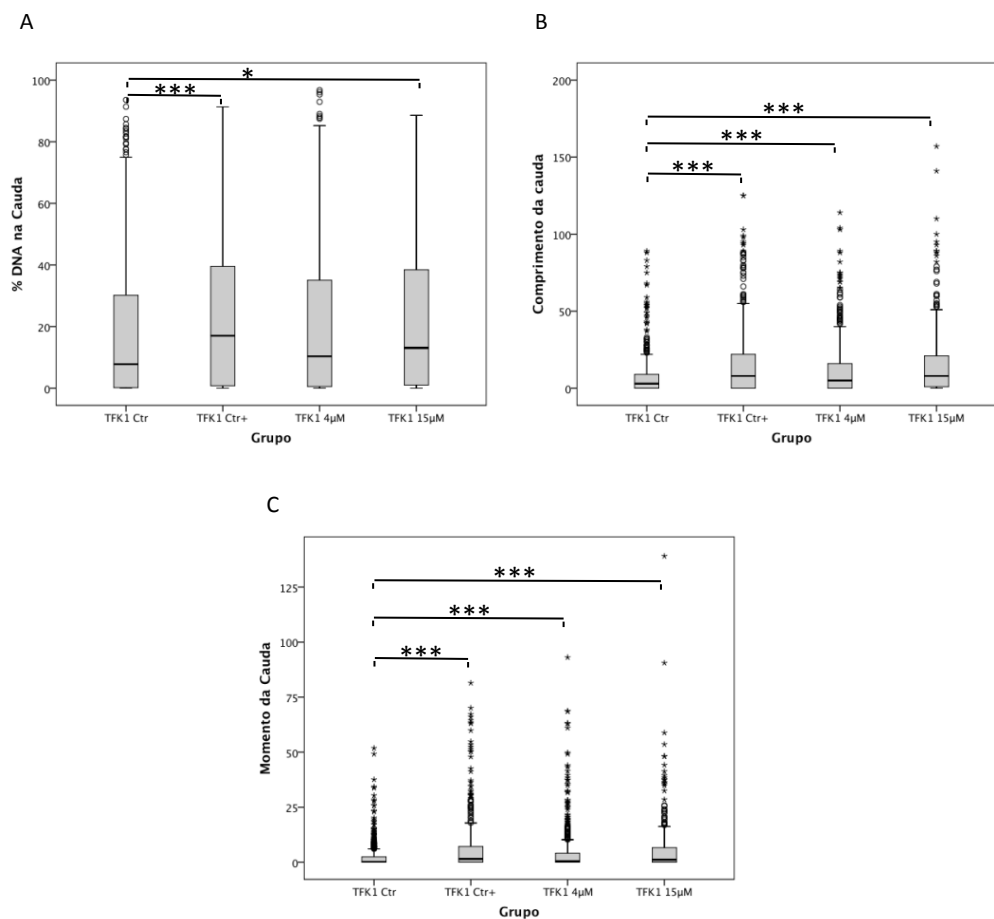 A
B
100
80
60
40
20
0
% DNA na Cauda
*
***
TFK1 Ctr
TFK1 Ctr+
TFK1 4µM
TFK1 15µM
Grupo
200
150
100
50
0
Comprimento da cauda
***
***
***
TFK1 Ctr
TFK1 Ctr+
TFK1 4µM
TFK1 15µM
Grupo
C
125
100
75
50
25
0
Momento da Cauda
***
***
***
TFK1 Ctr
TFK1 Ctr+
TFK1 4µM
TFK1 15µM
Grupo